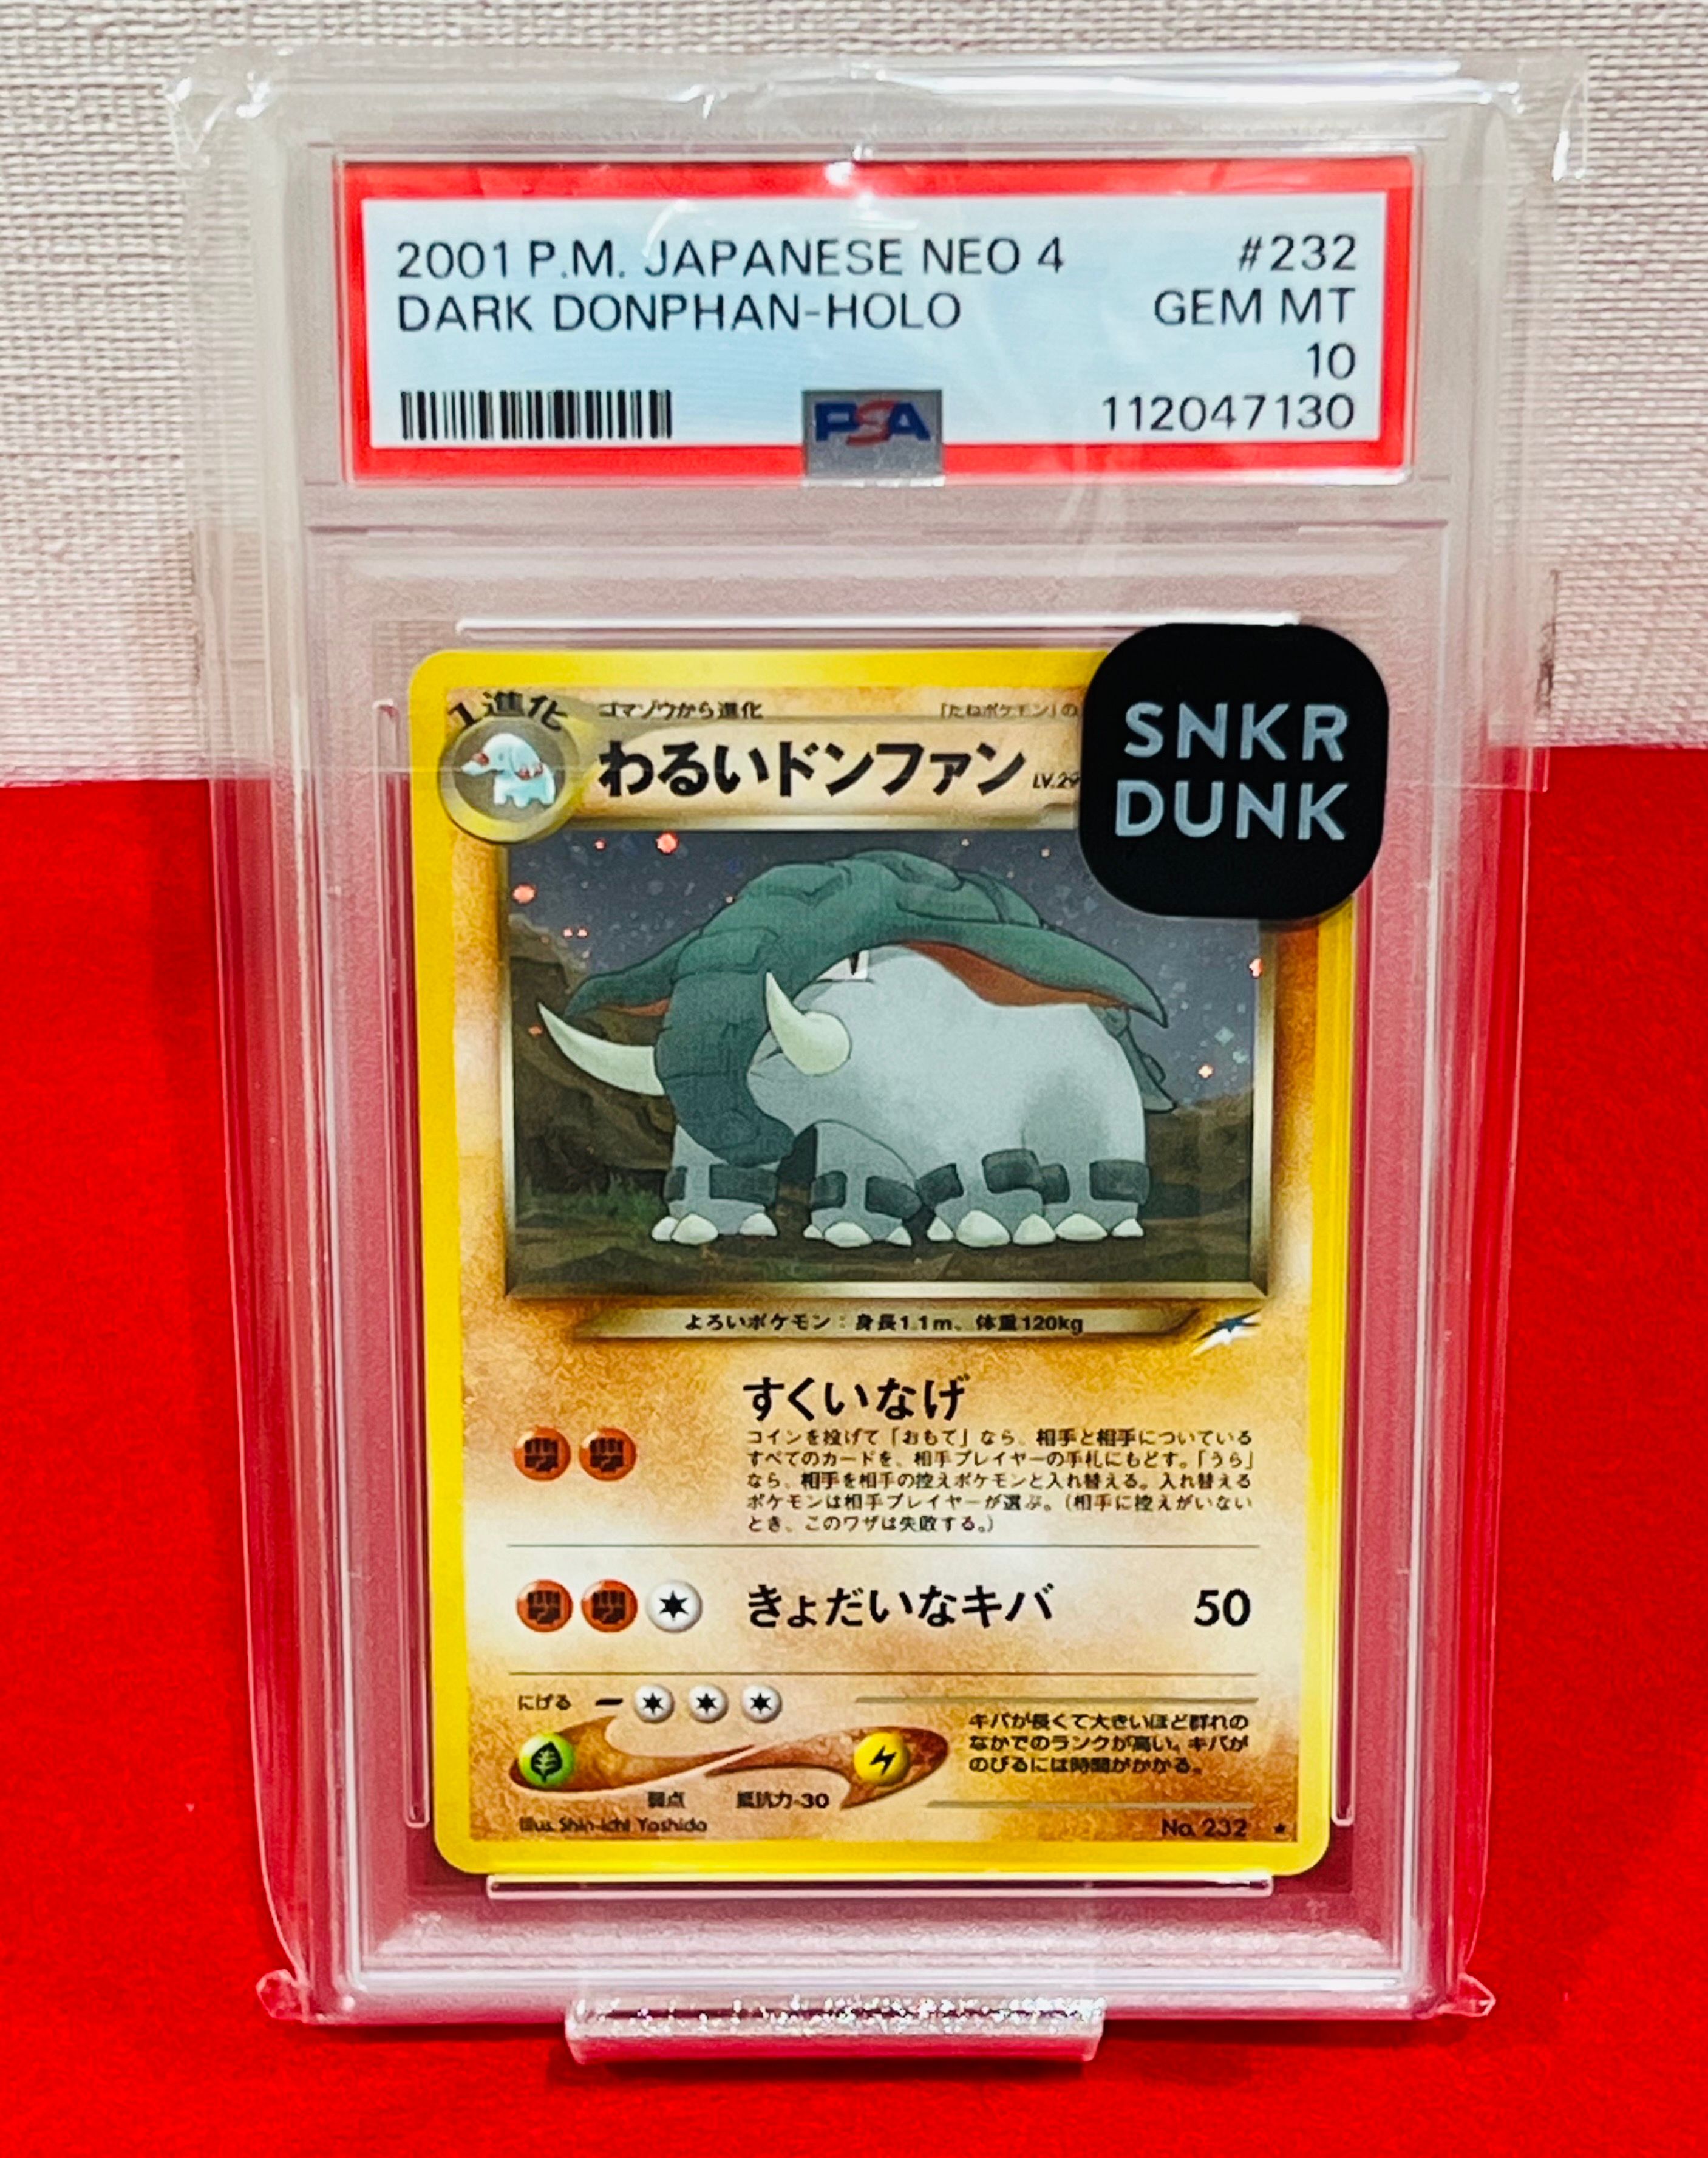 2001 P.M. JAPANESE NEO 4 #232
DARK DONPHAN-HOLO GEM MT
10
PSA 112047130
SNKR
DUNK
1進化 ゴマゾウから進化 「たねポケモン」の
わるいドンファン LV.29
よろいポケモン：身長1.1m、体重120kg
すくいなげ
コインを投げて「おもて」なら、相手と相手についている
すべてのカードを、相手プレイヤーの手札にもどす。「うら」
なら、相手を相手の控えポケモンと入れ替える。入れ替える
ポケモンは相手プレイヤーが選ぶ。（相手に控えがいない
とき、このワザは失敗する。）
きょだいなキバ 50
にげる
キバが長くて大きいほど群れの
なかでのランクが高い。キバが
のびるには時間がかかる。
弱点 抵抗力-30
Illus. Shin-ichi Yoshida No. 232